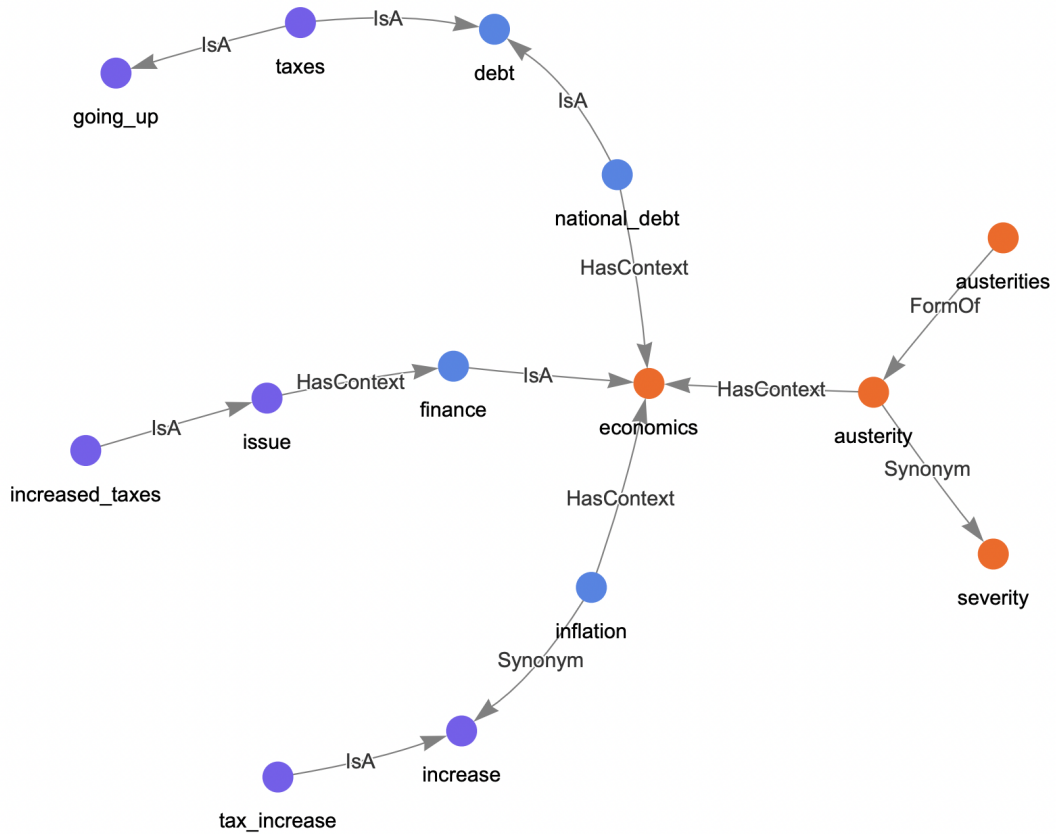 IsA
IsA
taxes
debt
going_up
IsA
national_debt
HasContext
austerities
FormOf
HasContext
IsA
HasContext
finance
economics
IsA
issue
austerity
Synonym
increased_taxes
HasContext
severity
inflation
Synonym
IsA
increase
tax_increase